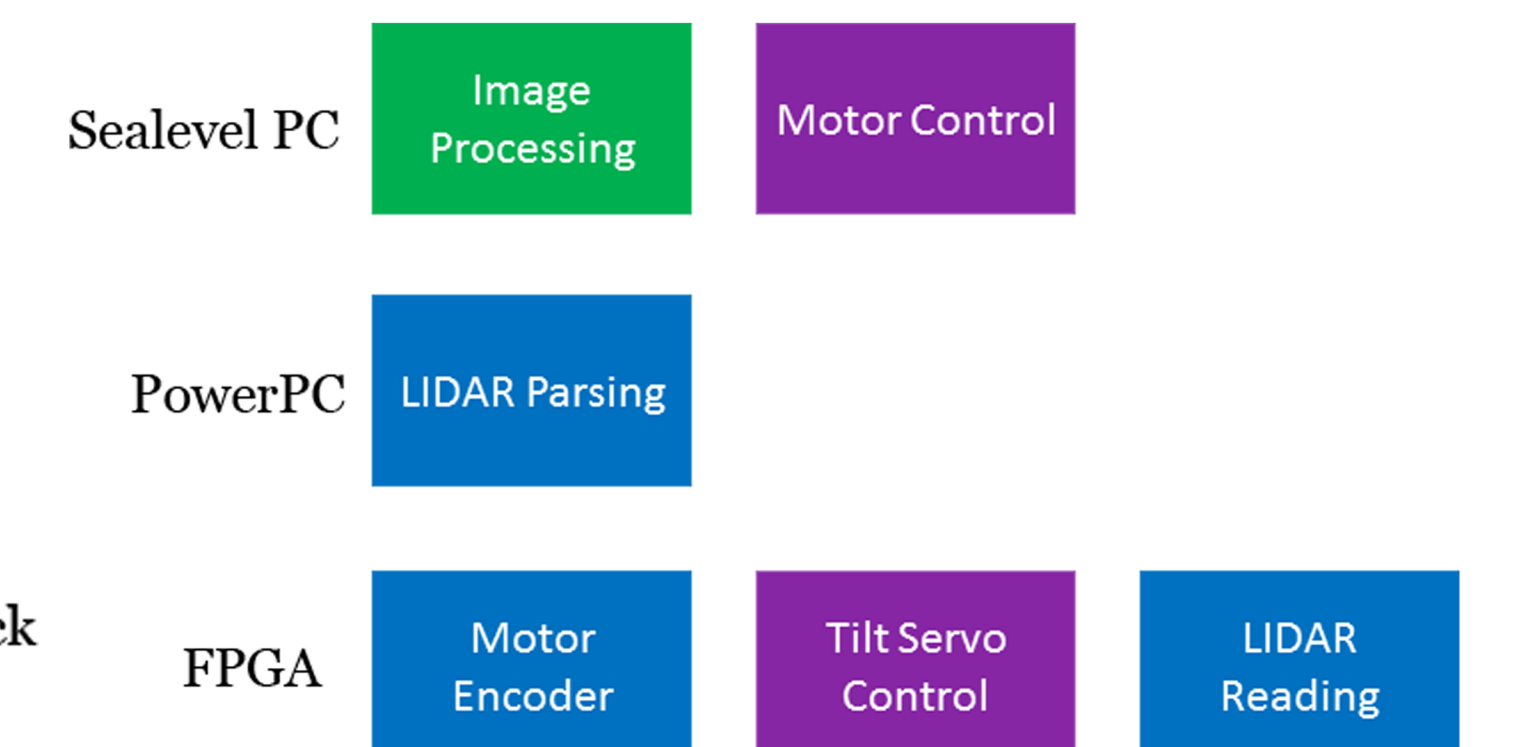 Image
Processing
Sealevel PC
Motor Control
PowerPC
LIDAR Parsing
FPGA
Motor
Encoder
Tilt Servo
Control
LIDAR
Reading